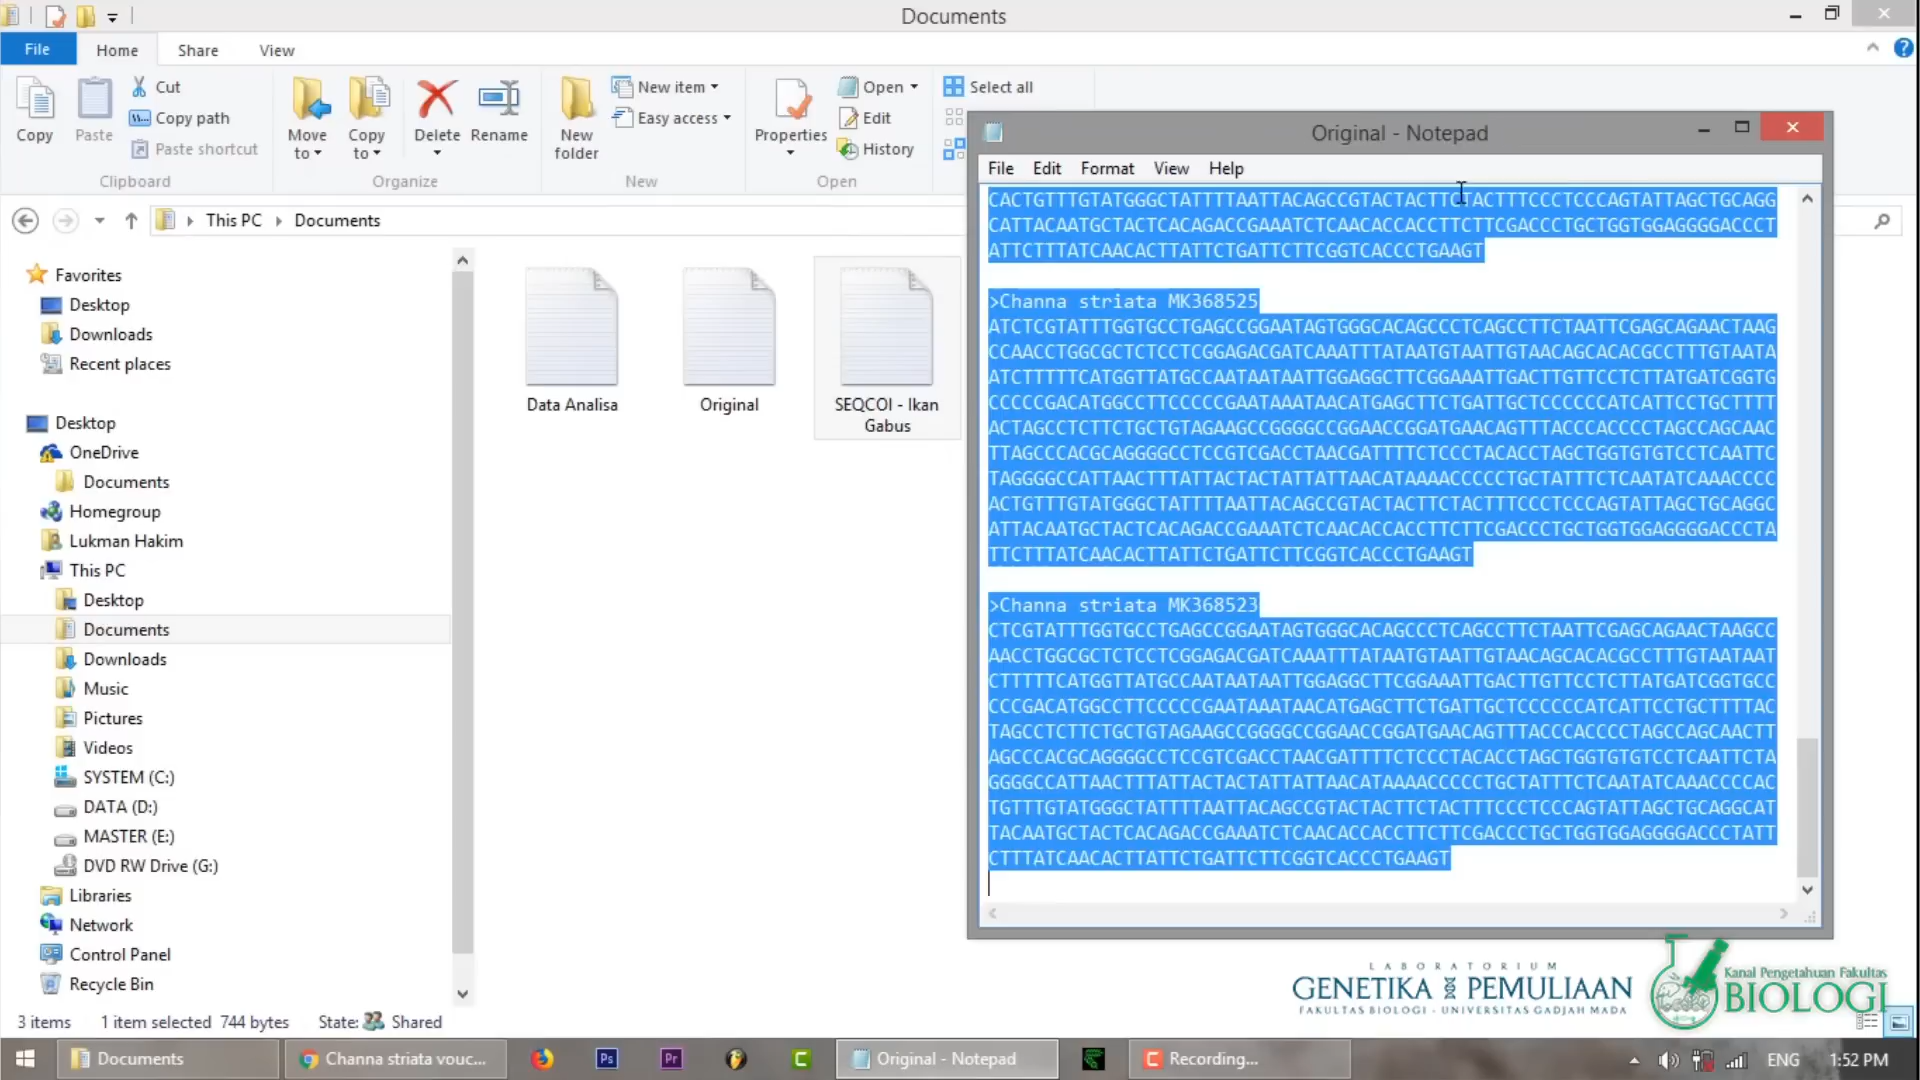 Documents
File
Home
Share
View
Copy
Paste
Cut
Copy path
Paste shortcut
Clipboard
Move to
Copy to
Delete
Rename
Organize
New folder
New item
Easy access
New
Properties
Open
Edit
History
Open
Select all
This PC
Documents
Favorites
Desktop
Downloads
Recent places
Desktop
OneDrive
Documents
Homegroup
Lukman Hakim
This PC
Desktop
Documents
Downloads
Music
Pictures
Videos
SYSTEM (C:)
DATA (D:)
MASTER (E:)
DVD RW Drive (G:)
Libraries
Network
Control Panel
Recycle Bin
Data Analisa
Original
SEQCOI - Ikan
Gabus
Original - Notepad
File Edit Format View Help
CATTACAATGCTACTCACAGACCGAAATCTCAACACCACCTTCTTCGACCCTGCTGGTGGAGGGGACCCT
ATTCTTTATCAACACTTATTCTGATTCTTCGGTCACCCTGAAGT
>Channa striata MK368525
ATCTCGTATTTGGTGCCTGAGCCGGAATAGTGGGCACAGCCCTCAGCCTTCTAATTCGAGCAGAACTAAG
CCAACCTGGCGCTCTCCTCGGAGACGATCAAATTTATAATGTAATTGTAACAGCACACGCCTTTGTAATA
ATCTTTTTCATGGTTATGCCAATAATAATTGGAGGCTTCGGAAATTGACTTGTTCCTCTTATGATCGGTG
CCCCCGACATGGCCTTCCCCCGAATAAATAACATGAGCTTCTGATTGCTCCCCCCATCATTCCTGCTTTT
ACTAGCCTCTTCTGCTGTAGAAGCCGGGGCCGGAACCGGATGAACAGTTTACCCACCCCTAGCCAGCAAC
TTAGCCCACGCAGGGGCCTCCGTCGACCTAACGATTTTCTCCCTACACCTAGCTGGTGTGTCCTCAATTC
TAGGGGCCATTAACTTTATTACTACTATTATTAACATAAAACCCCCTGCTATTTCTCAATATCAAACCCC
ACTGTTTGTATGGGCTATTTTAATTACAGCCGTACTACTTCTACTTTCCCTCCCAGTATTAGCTGCAGGC
ATTACAATGCTACTCACAGACCGAAATCTCAACACCACCTTCTTCGACCCTGCTGGTGGAGGGGACCCTA
TTCTTTATCAACACTTATTCTGATTCTTCGGTCACCCTGAAGT
>Channa striata MK368523
CTCGTATTTGGTGCCTGAGCCGGAATAGTGGGCACAGCCCTCAGCCTTCTAATTCGAGCAGAACTAAGCC
AACCTGGCGCTCTCCTCGGAGACGATCAAATTTATAATGTAATTGTAACAGCACACGCCTTTGTAATAAT
CTTTTTCATGGTTATGCCAATAATAATTGGAGGCTTCGGAAATTGACTTGTTCCTCTTATGATCGGTGCC
CCCGACATGGCCTTCCCCCGAATAAATAACATGAGCTTCTGATTGCTCCCCCCATCATTCCTGCTTTTAC
TAGCCTCTTCTGCTGTAGAAGCCGGGGCCGGAACCGGATGAACAGTTTACCCACCCCTAGCCAGCAACTT
AGCCCACGCAGGGGCCTCCGTCGACCTAACGATTTTCTCCCTACACCTAGCTGGTGTGTCCTCAATTCTA
GGGGCCATTAACTTTATTACTACTATTATTAACATAAAACCCCCTGCTATTTCTCAATATCAAACCCCAC
TGTTTGTATGGGCTATTTTAATTACAGCCGTACTACTTCTACTTTCCCTCCCAGTATTAGCTGCAGGCAT
TACAATGCTACTCACAGACCGAAATCTCAACACCACCTTCTTCGACCCTGCTGGTGGAGGGGACCCTATT
CTTTATCAACACTTATTCTGATTCTTCGGTCACCCTGAAGT
LABORATORIUM
GENETIKA PEMULIAAN
FAKULTAS BIOLOGI - UNIVERSITAS GADJAH MADA
Kanal Pengetahuan Fakultas
BIOLOGI
3 items 1 item selected 744 bytes State: Shared
Documents
Channa striata vouc...
Ps
Pr
Original - Notepad
Recording...
ENG
1:52 PM